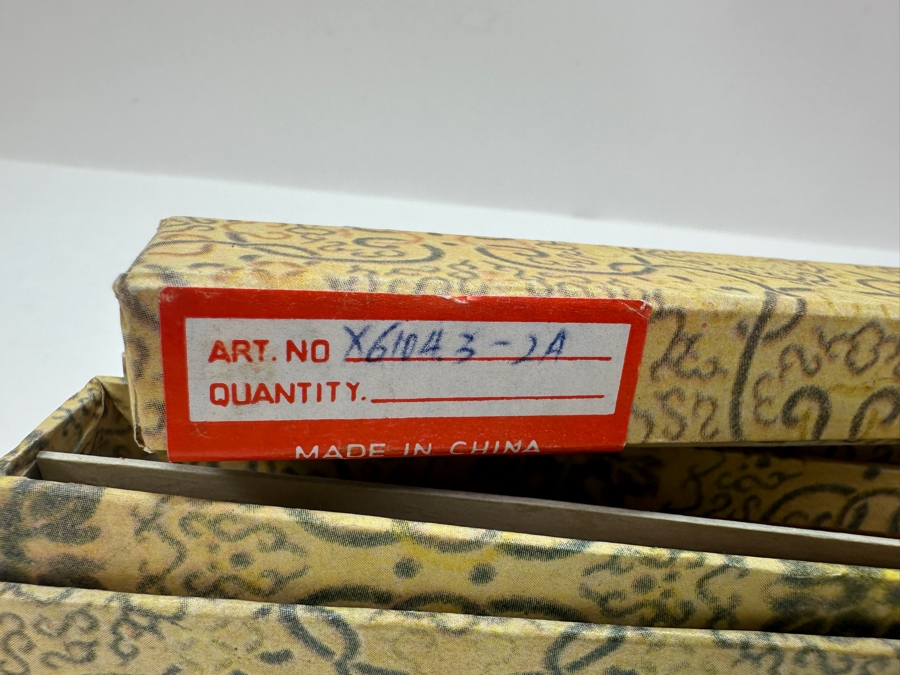 ART. NO X61043-2A
QUANTITY.
MADE IN CHINA